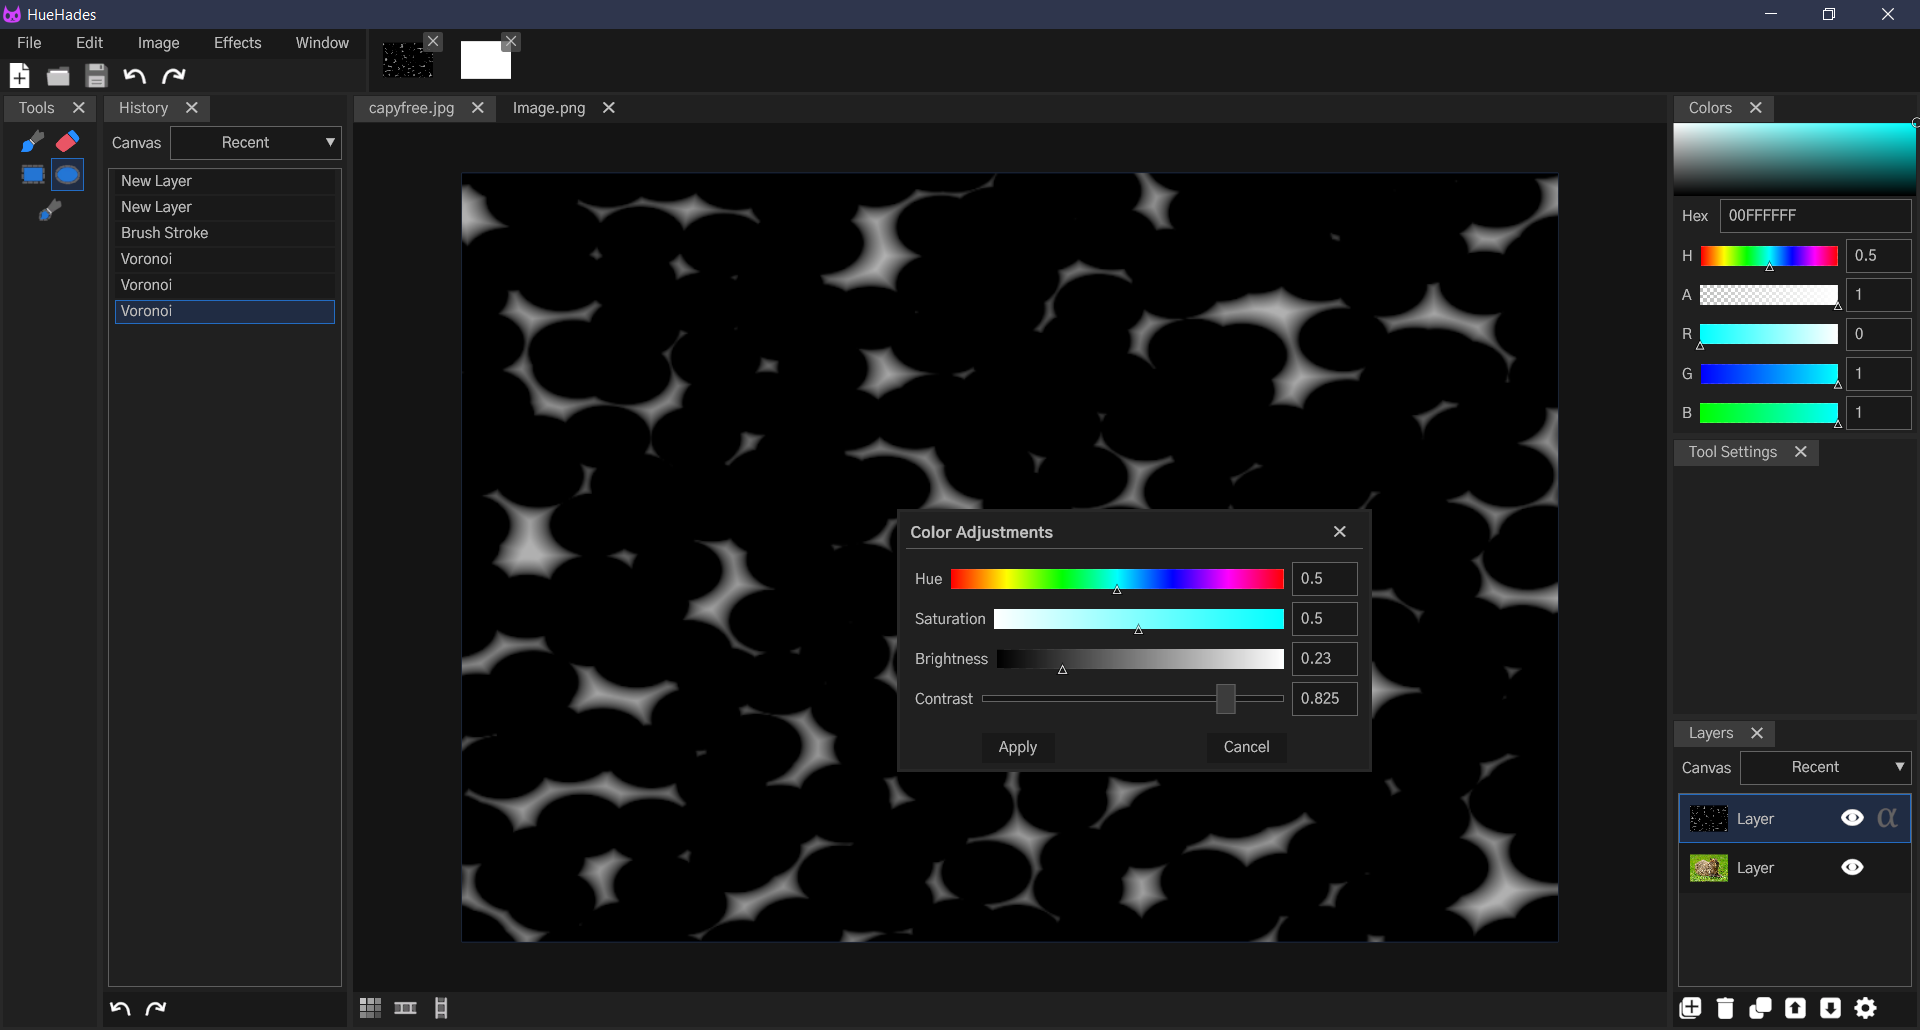 HueHades
File Edit Image Effects Window
Tools
History
Canvas Recent
New Layer
New Layer
Brush Stroke
Voronoi
Voronoi
Voronoi
capyfree.jpg Image.png
Color Adjustments
Hue 0.5
Saturation 0.5
Brightness 0.23
Contrast 0.825
Apply Cancel
Colors
Hex 00FFFFFF
H 0.5
A 1
R 0
G 1
B 1
Tool Settings
Layers
Canvas Recent
Layer α
Layer